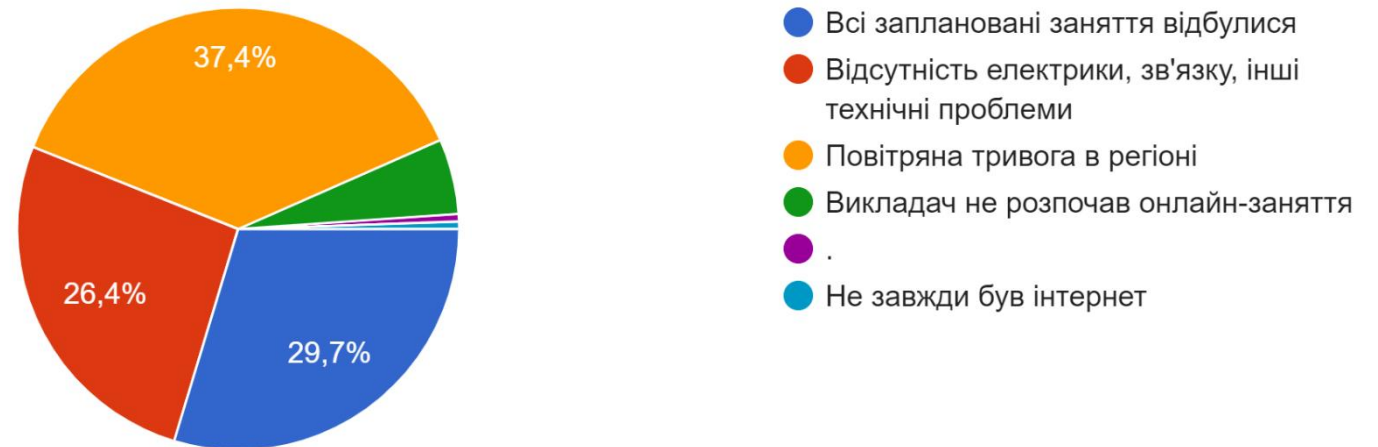 37,4%
26,4%
29,7%
Всі заплановані заняття відбулися
Відсутність електрики, зв'язку, інші
технічні проблеми
Повітряна тривога в регіоні
Викладач не розпочав онлайн-заняття
.
Не завжди був інтернет